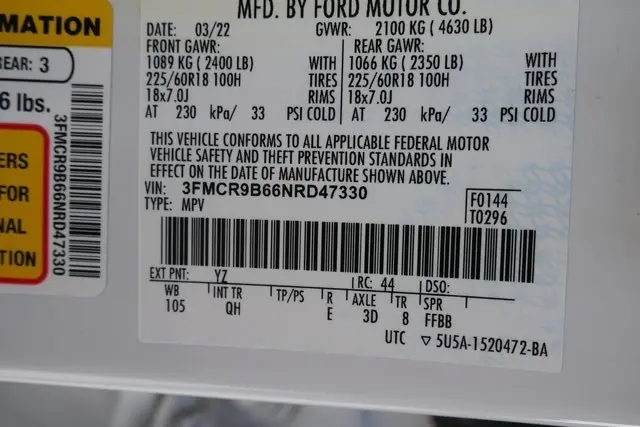 MATION
REAR: 3
6 lbs.
ERS
FOR
NAL
TION
3FMCR9B66NRD47330
MFD. BY FORD MOTOR CO.
DATE: 03/22 GVWR: 2100 KG ( 4630 LB)
FRONT GAWR: REAR GAWR:
1089 KG ( 2400 LB) WITH 1066 KG ( 2350 LB) WITH
225/60R18 100H TIRES 225/60R18 100H TIRES
18x7.0J RIMS 18x7.0J RIMS
AT 230 kPa/ 33 PSI COLD AT 230 kPa/ 33 PSI COLD
THIS VEHICLE CONFORMS TO ALL APPLICABLE FEDERAL MOTOR
VEHICLE SAFETY AND THEFT PREVENTION STANDARDS IN
EFFECT ON THE DATE OF MANUFACTURE SHOWN ABOVE.
VIN: 3FMCR9B66NRD47330
TYPE: MPV
F0144
T0296
EXT PNT: YZ RC: 44 DSO:
WB INT TR TP/PS R AXLE TR SPR
105 QH E 3D 8 FFBB
UTC ▽ 5U5A-1520472-BA